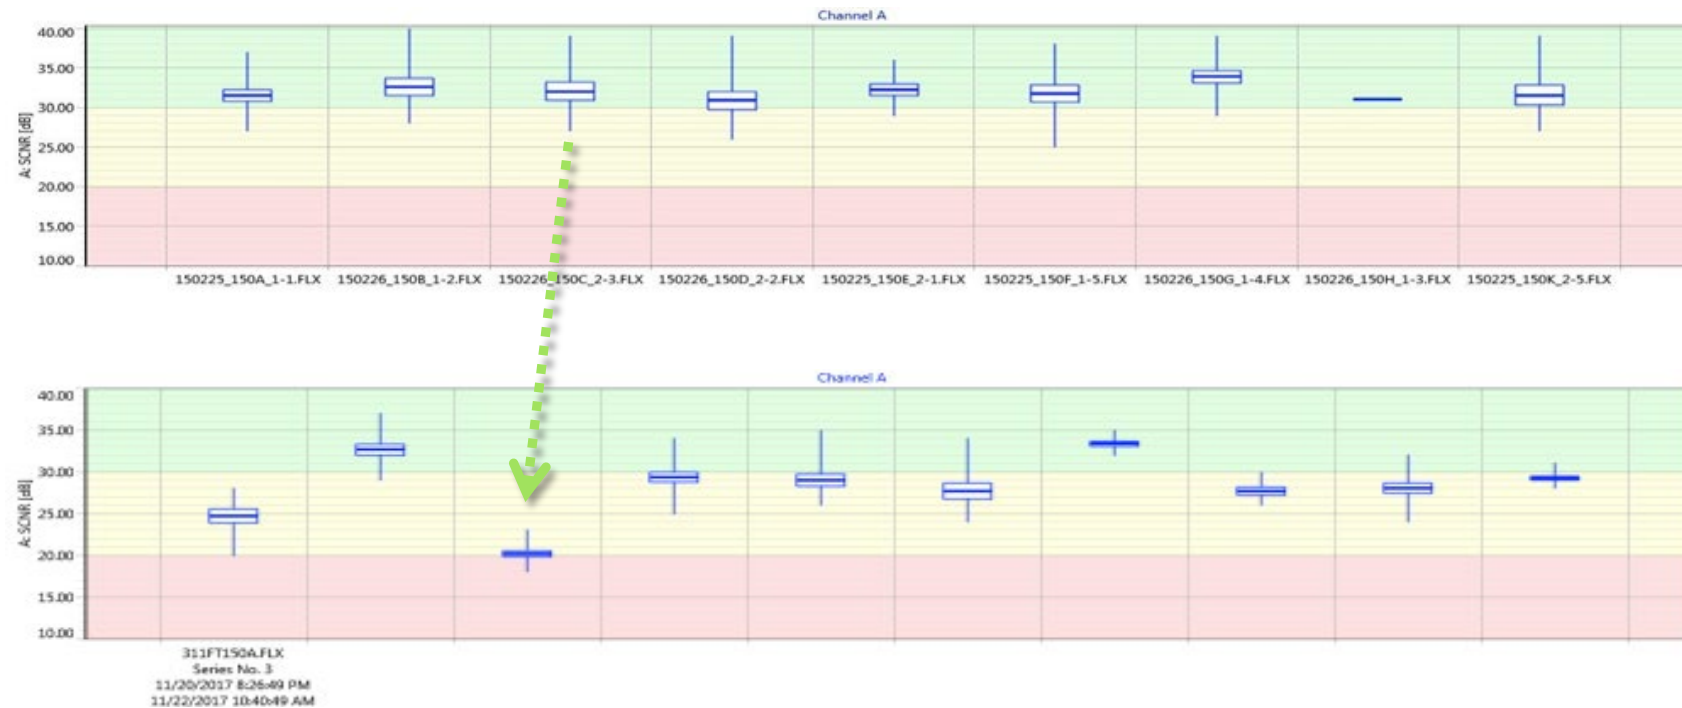 Channel A
40.00
35.00
30.00
25.00
20.00
15.00
10.00
A: SCNR [dB]
150225_150A_1-1.FLX 150226_150B_1-2.FLX 150226_150C_2-3.FLX 150226_150D_2-2.FLX 150225_150E_2-1.FLX 150225_150F_1-5.FLX 150226_150G_1-4.FLX 150226_150H_1-3.FLX 150225_150K_2-5.FLX
Channel A
40.00
35.00
30.00
25.00
20.00
15.00
10.00
A: SCNR [dB]
311FT150A.FLX
Series No. 3
11/20/2017 8:26:49 PM
11/22/2017 10:40:49 AM